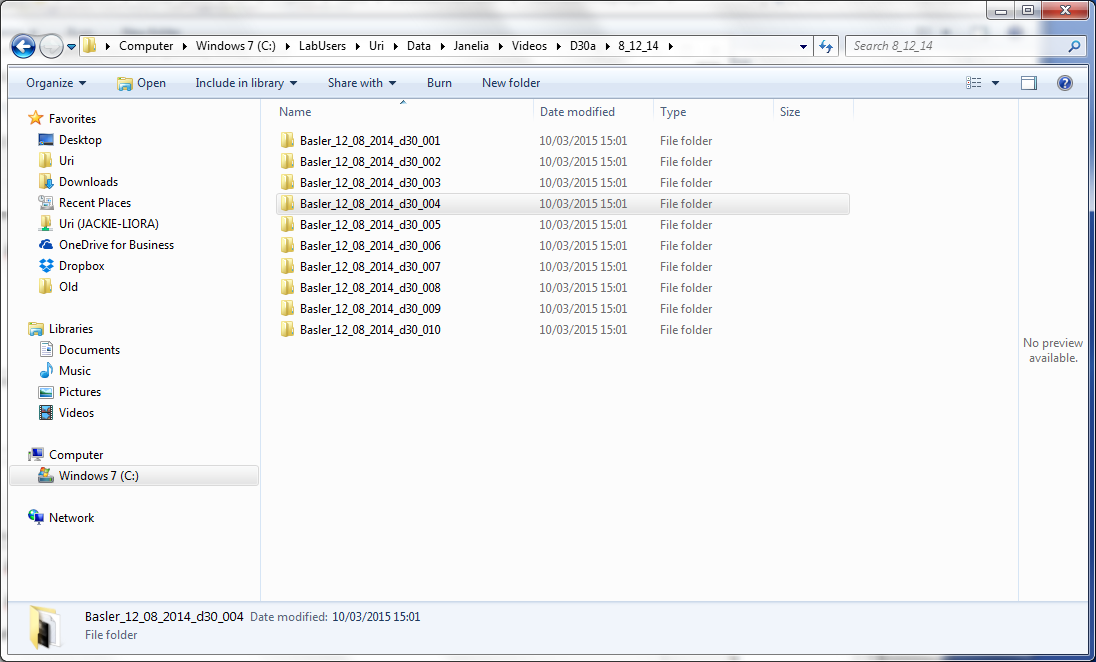 Computer Windows 7 (C:) LabUsers Uri Data Janelia Videos D30a 8_12_14 Search 8_12_14
Organize Open Include in library Share with Burn New folder
Name Date modified Type Size
Favorites
Desktop
Uri
Downloads
Recent Places
Uri (JACKIE-LIORA)
OneDrive for Business
Dropbox
Old
Libraries
Documents
Music
Pictures
Videos
Computer
Windows 7 (C:)
Network
Basler_12_08_2014_d30_001 10/03/2015 15:01 File folder
Basler_12_08_2014_d30_002 10/03/2015 15:01 File folder
Basler_12_08_2014_d30_003 10/03/2015 15:01 File folder
Basler_12_08_2014_d30_004 10/03/2015 15:01 File folder
Basler_12_08_2014_d30_005 10/03/2015 15:01 File folder
Basler_12_08_2014_d30_006 10/03/2015 15:01 File folder
Basler_12_08_2014_d30_007 10/03/2015 15:01 File folder
Basler_12_08_2014_d30_008 10/03/2015 15:01 File folder
Basler_12_08_2014_d30_009 10/03/2015 15:01 File folder
Basler_12_08_2014_d30_010 10/03/2015 15:01 File folder
No preview
available.
Basler_12_08_2014_d30_004 Date modified: 10/03/2015 15:01
File folder